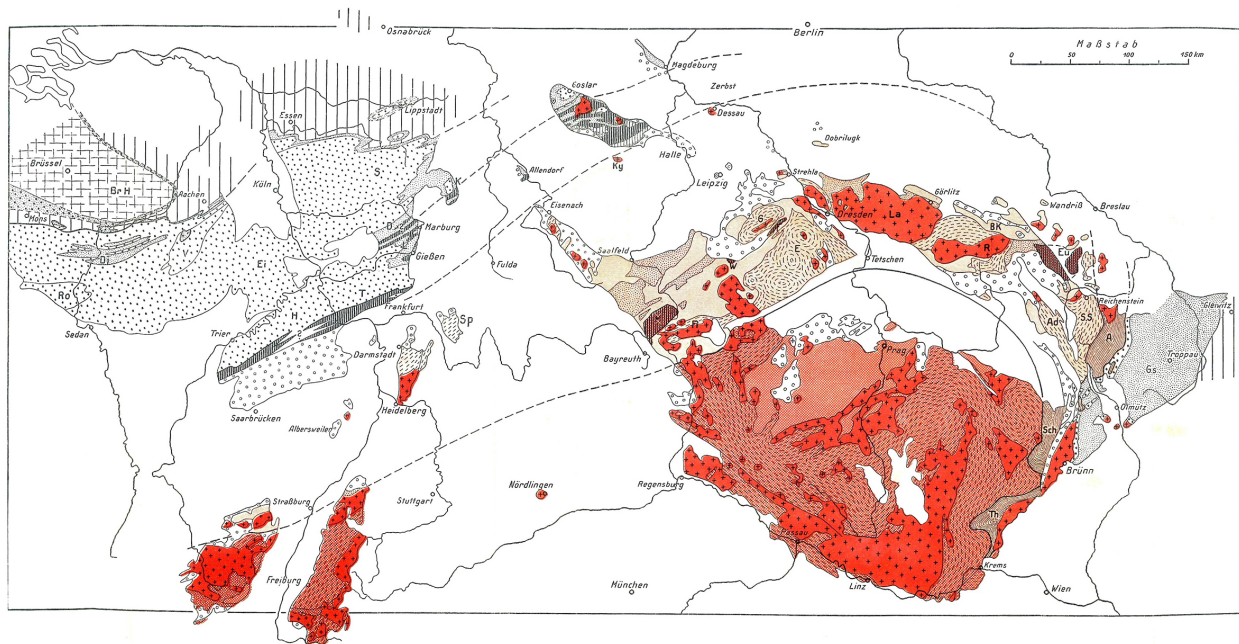 Osnabrück
Berlin
Maßstab
0 50 100 150 km
Magdeburg
Goslar
Zerbst
Lippstadt
Essen
Dessau
Dobrilugk
Halle
Ky
Brüssel
Br H
Köln
S
K
Allendorf
Leipzig
Strehla
Görlitz
Wandriß
Breslau
Aachen
Mons
Eisenach
G
Dresden
La
BK
D
Marburg
Di
L
E
R
Eu
Saalfeld
Tetschen
Ei
Gießen
Fulda
W
Ro
Reichenstein
Gleiwitz
H
Frankfurt
Sp
Ad
S.S.
Sedan
Trier
Fi
A
Troppau
Darmstadt
Bayreuth
Prag
Gs
Saarbrücken
Heidelberg
Olmütz
Albersweiler
Sch
Brünn
Nördlingen
Regensburg
Straßburg
Stuttgart
Th
Passau
Krems
Freiburg
München
Linz
Wien